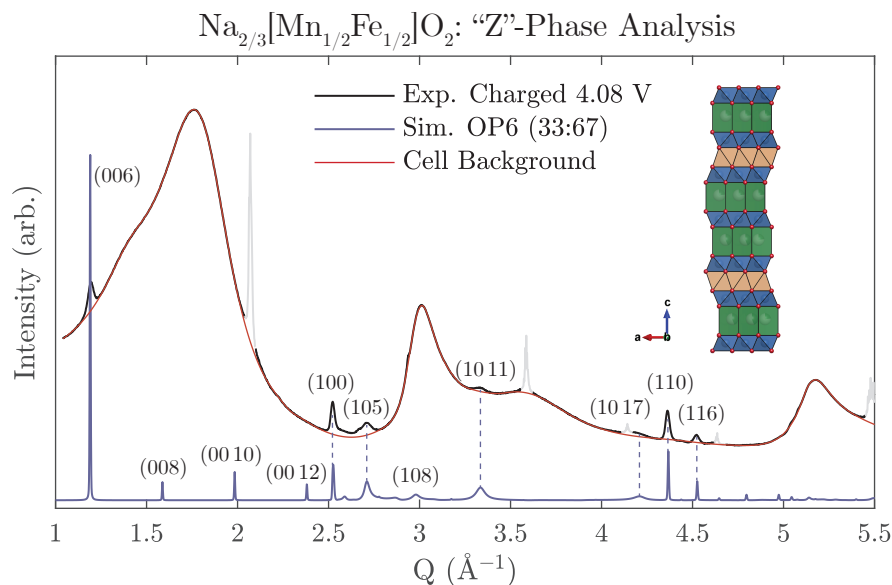 Na2/3[Mn1/2Fe1/2]O2: “Z”-Phase Analysis
Exp. Charged 4.08 V
Sim. OP6 (33:67)
Cell Background
(006)
(008)
(00 10)
(00 12)
(100)
(105)
(108)
(10 11)
(10 17)
(110)
(116)
c
a
b
Intensity (arb.)
1
1.5
2
2.5
3
3.5
4
4.5
5
5.5
Q (Å−1)